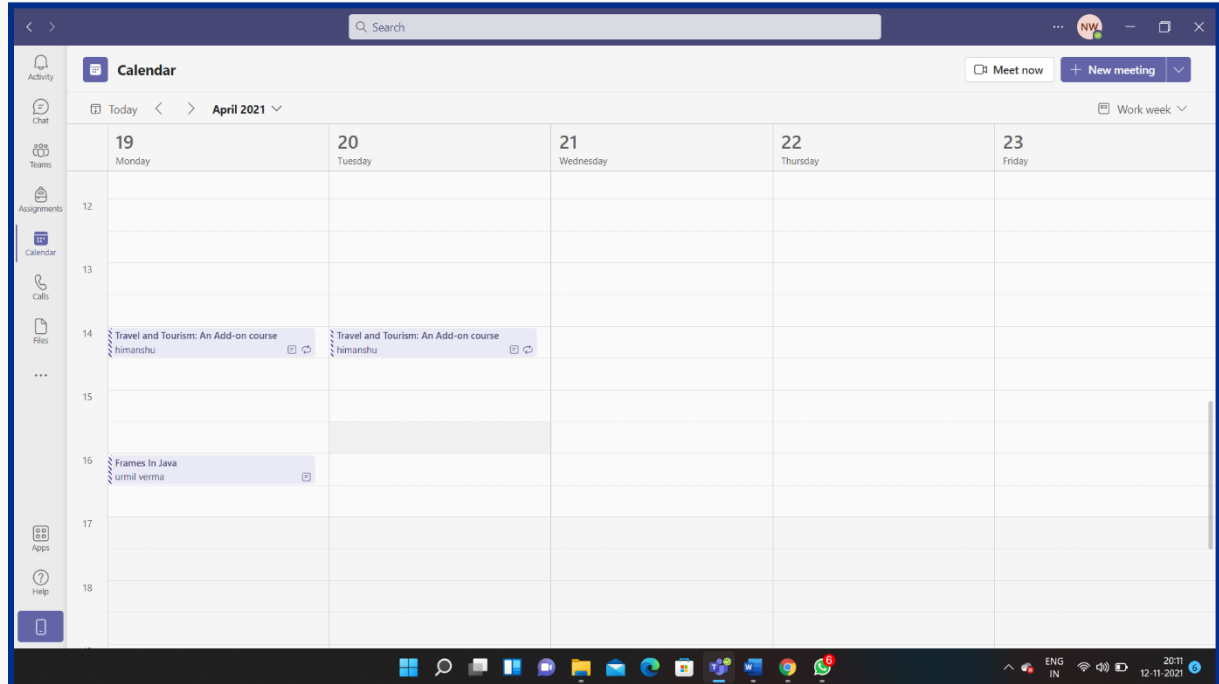 Search
NW
Activity
Chat
Teams
Assignments
Calendar
Calls
Files
Apps
Help
Calendar
Meet now
New meeting
Today
April 2021
Work week
19
Monday
20
Tuesday
21
Wednesday
22
Thursday
23
Friday
12
13
14
Travel and Tourism: An Add-on course
himanshu
Travel and Tourism: An Add-on course
himanshu
15
16
Frames In Java
urmil verma
17
18
6
ENG
IN
20:11
12-11-2021
6